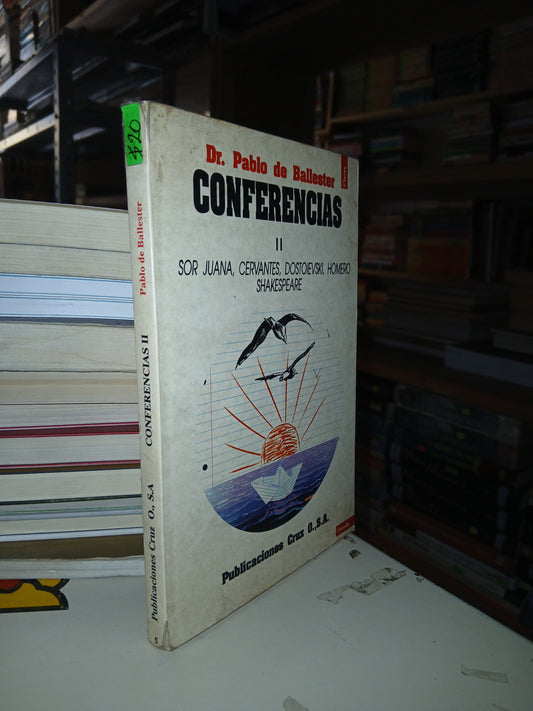 $20
Dr. Pablo de Ballester
CONFERENCIAS
II
SOR JUANA, CERVANTES, DOSTOIEVSKI, HOMERO
SHAKESPEARE
Publicaciones Cruz O.,S.A.
Pablo de Ballester
CONFERENCIAS II
Publicaciones Cruz O., S.A
5